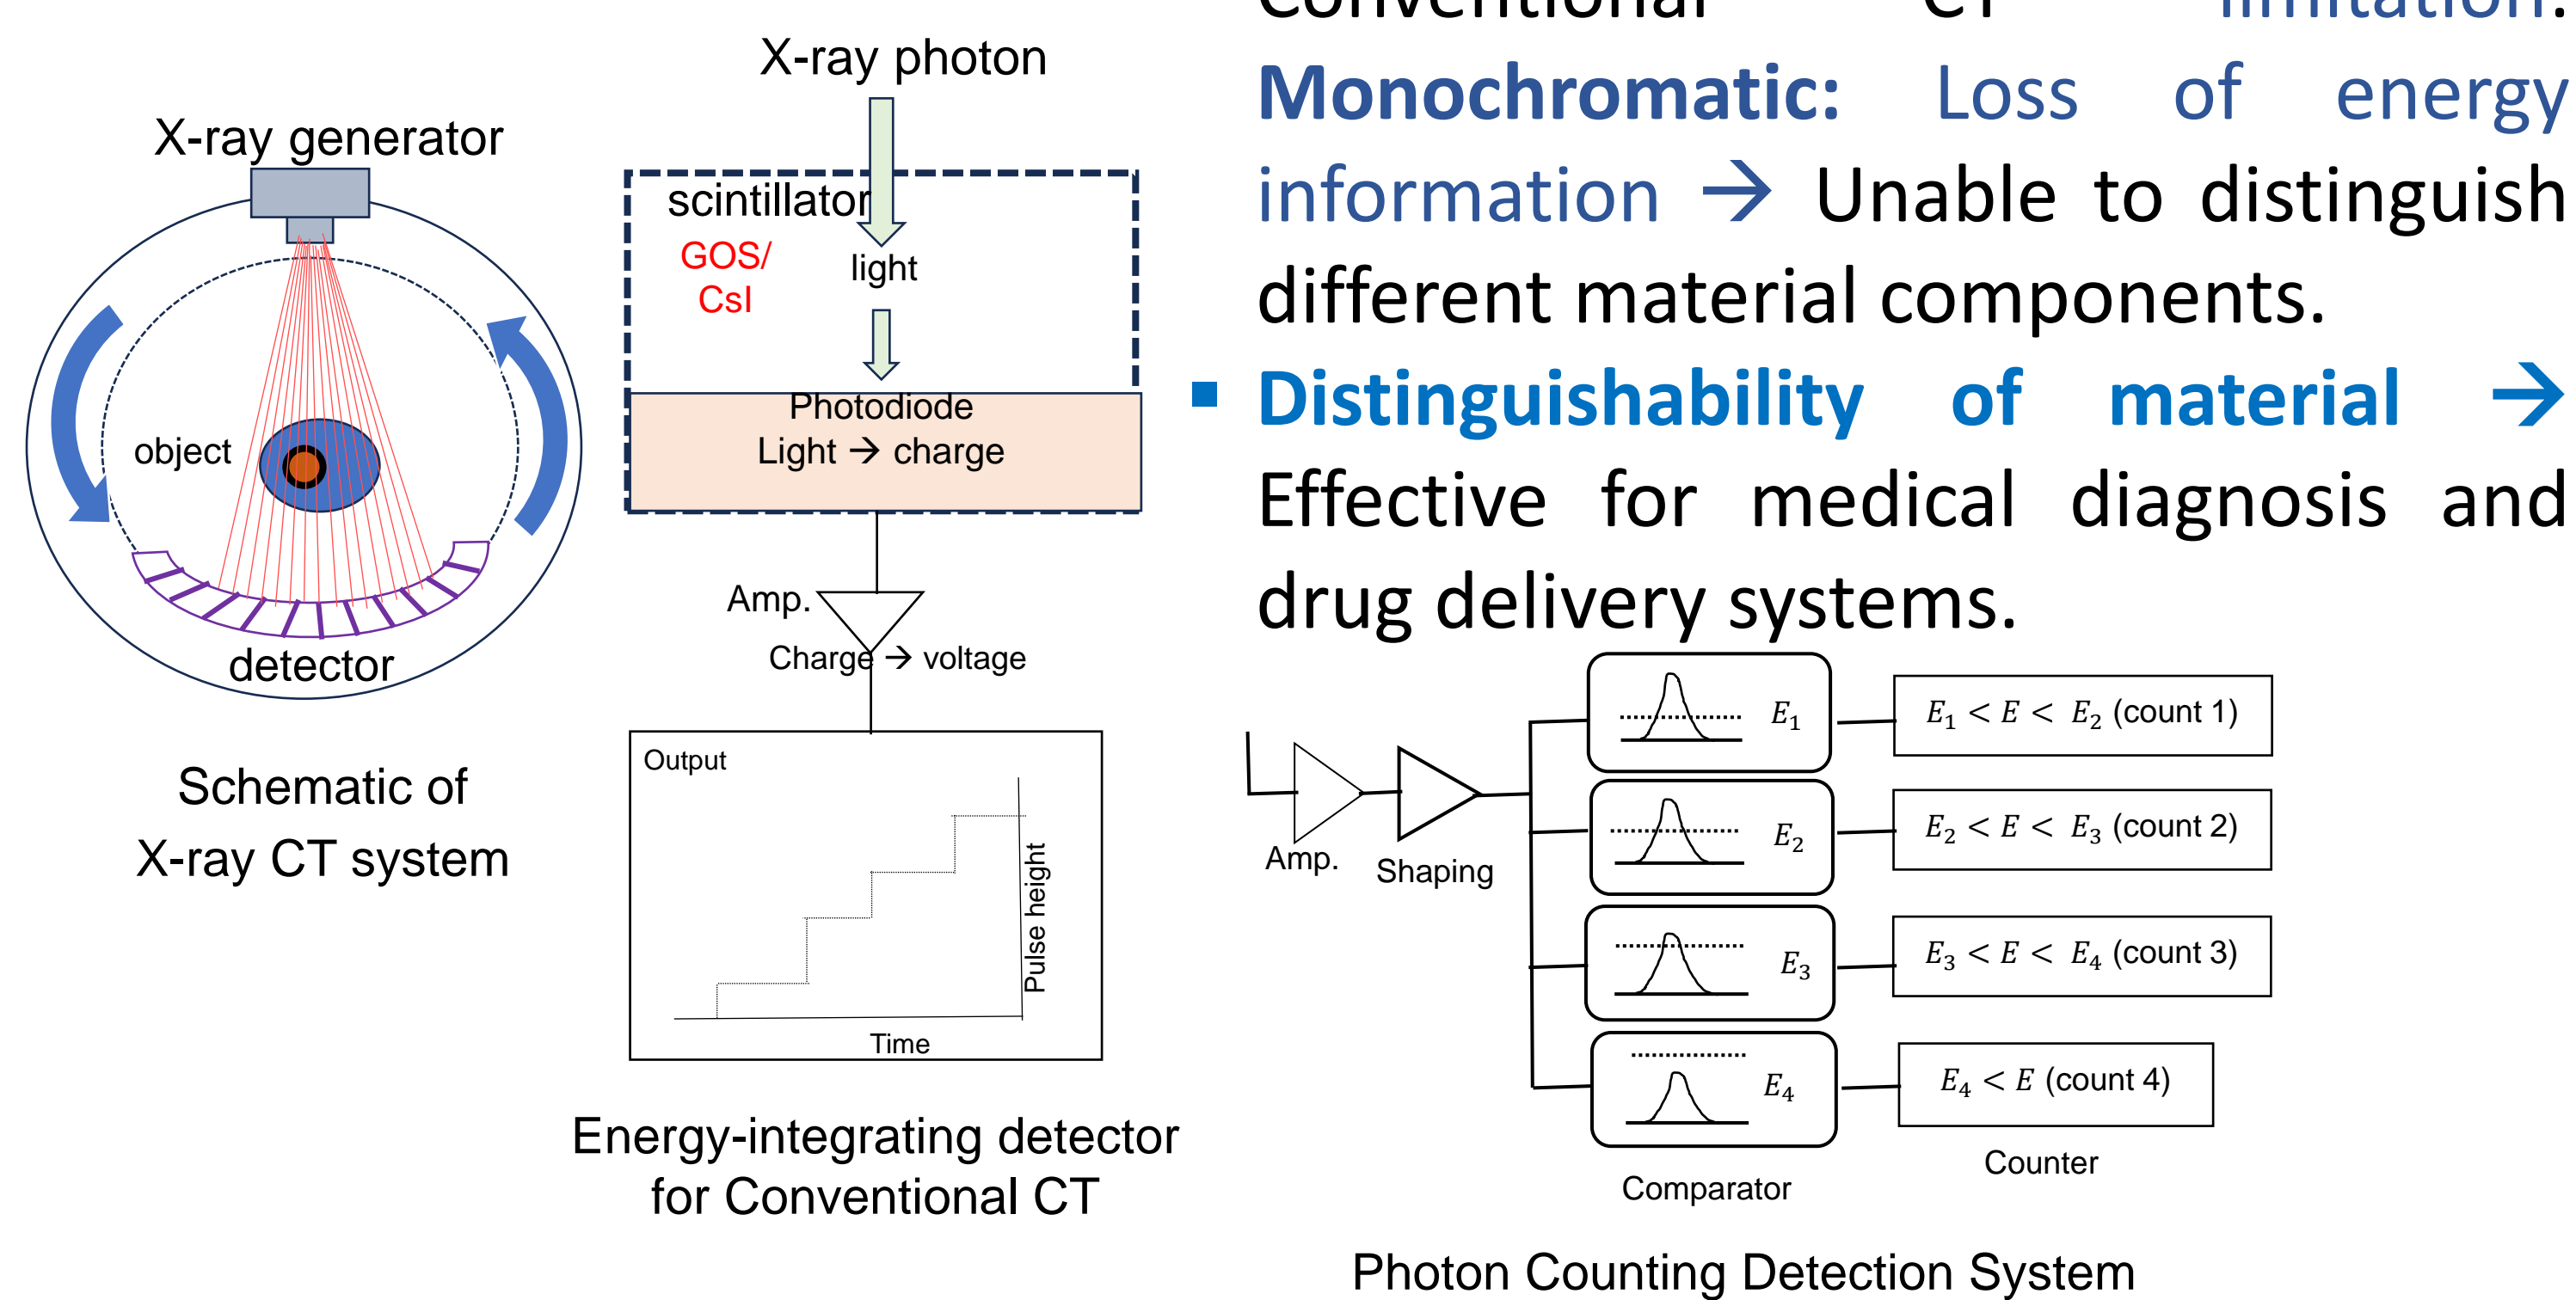 X-ray generator
object
detector
Schematic of
X-ray CT system
X-ray photon
scintillator
GOS/
CsI
light
Photodiode
Light → charge
Amp.
Charge → voltage
Output
Pulse height
Time
Energy-integrating detector
for Conventional CT
Conventional CT limitation:
Monochromatic: Loss of energy
information → Unable to distinguish
different material components.
▪ Distinguishability of material →
Effective for medical diagnosis and
drug delivery systems.
Amp.
Shaping
E₁
E₁ < E < E₂ (count 1)
E₂
E₂ < E < E₃ (count 2)
E₃
E₃ < E < E₄ (count 3)
E₄
E₄ < E (count 4)
Comparator
Counter
Photon Counting Detection System